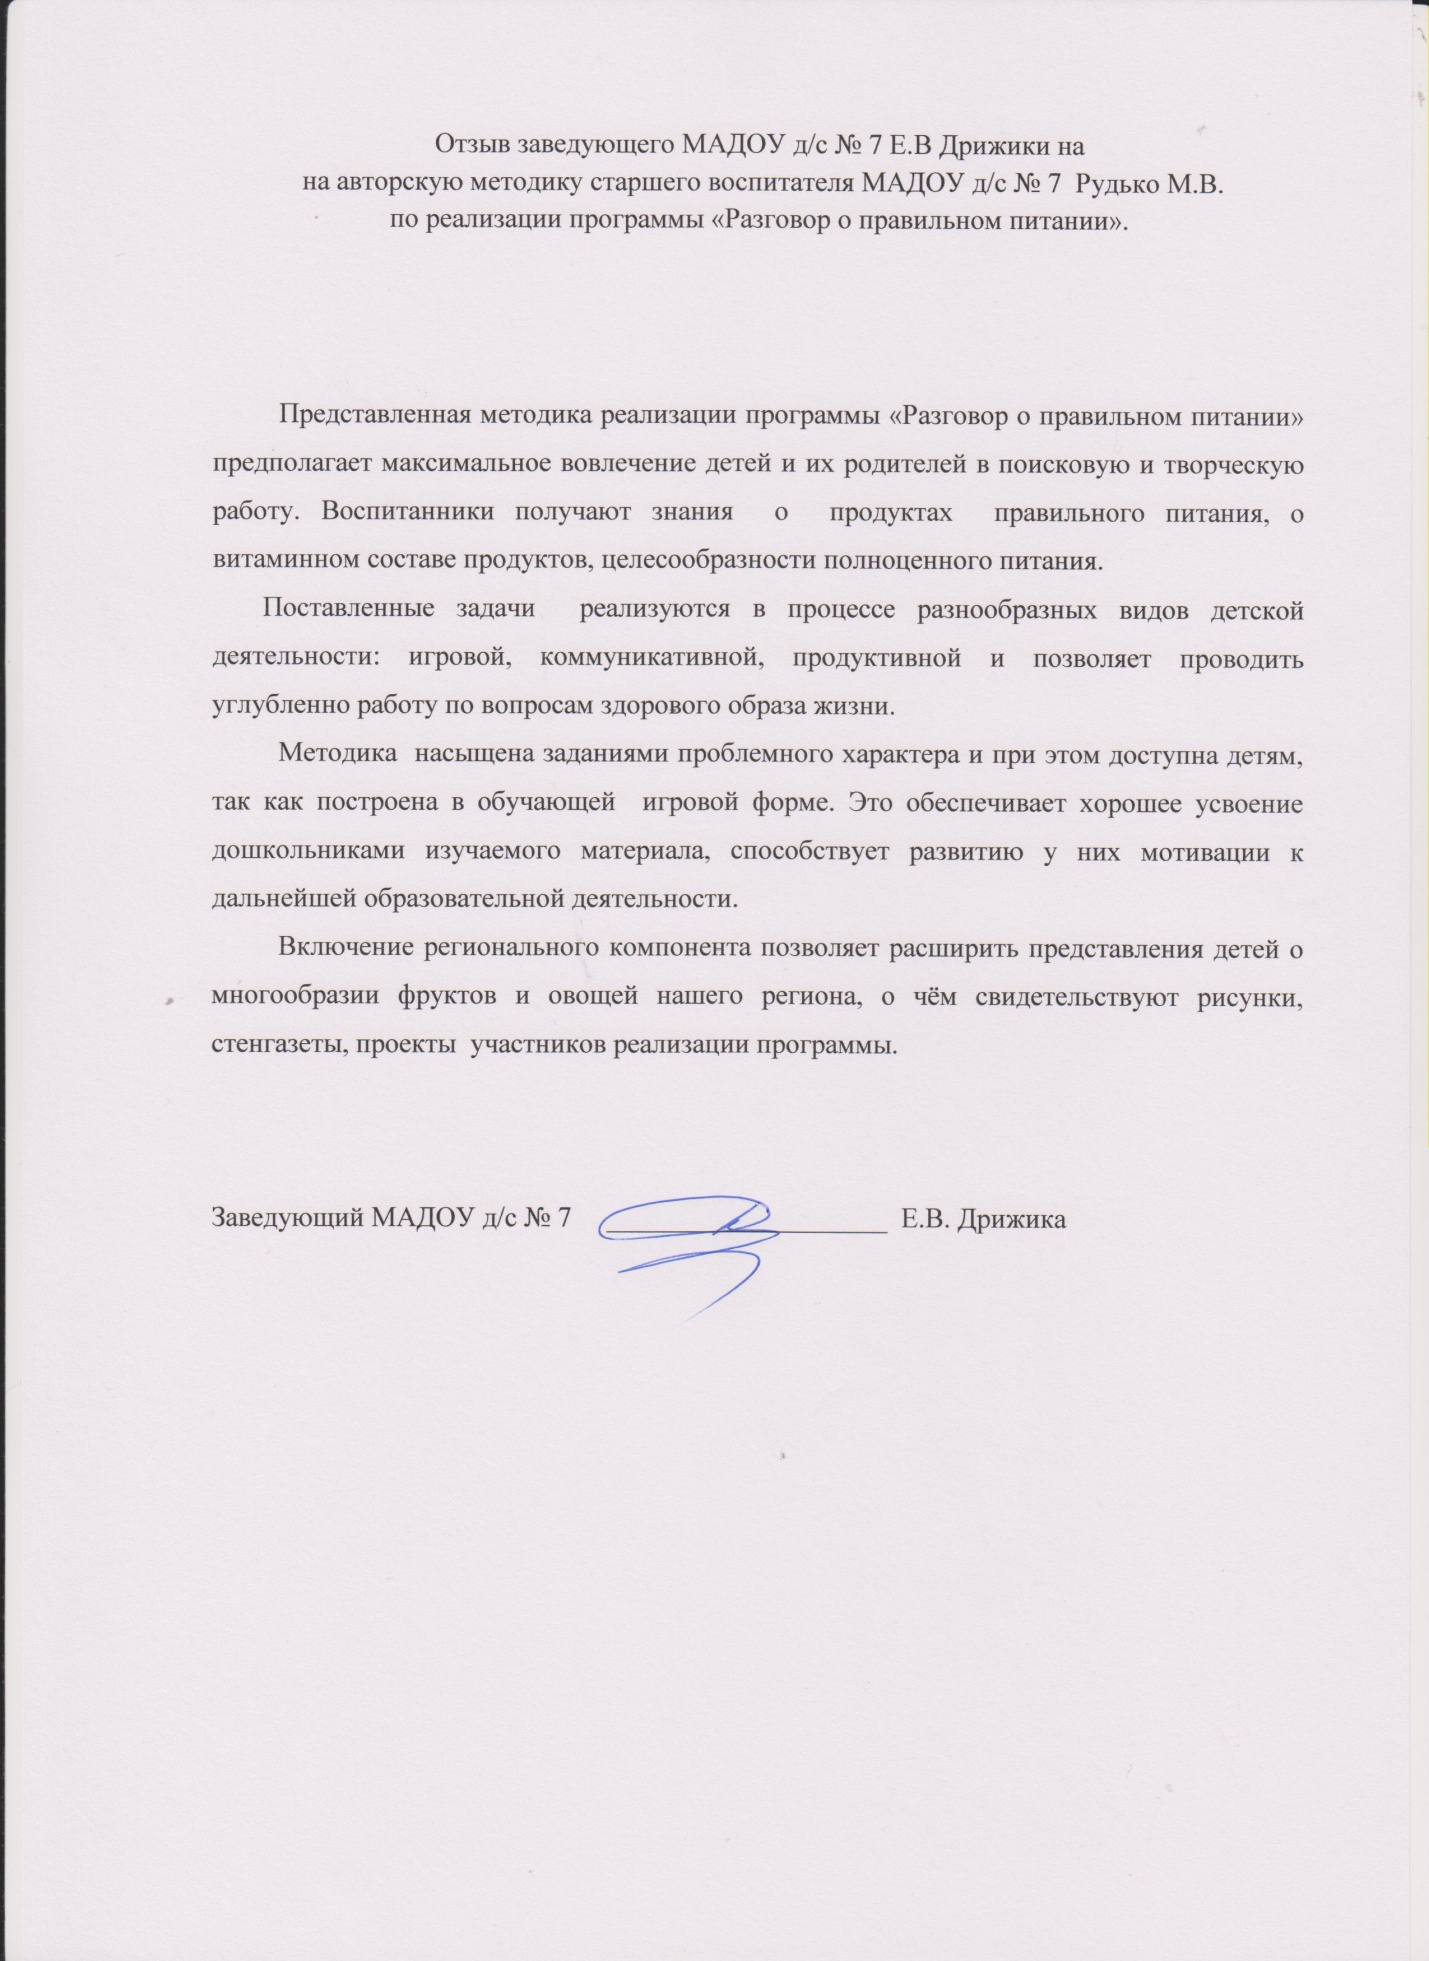 Отзыв заведующего МАДОУ д/с № 7 Е.В Дрижики на
на авторскую методику старшего воспитателя МАДОУ д/с № 7 Рудько М.В.
по реализации программы «Разговор о правильном питании».
Представленная методика реализации программы «Разговор о правильном питании»
предполагает максимальное вовлечение детей и их родителей в поисковую и творческую
работу. Воспитанники получают знания о продуктах правильного питания, о
витаминном составе продуктов, целесообразности полноценного питания.
Поставленные задачи реализуются в процессе разнообразных видов детской
деятельности: игровой, коммуникативной, продуктивной и позволяет проводить
углубленно работу по вопросам здорового образа жизни.
Методика насыщена заданиями проблемного характера и при этом доступна детям,
так как построена в обучающей игровой форме. Это обеспечивает хорошее усвоение
дошкольниками изучаемого материала, способствует развитию у них мотивации к
дальнейшей образовательной деятельности.
Включение регионального компонента позволяет расширить представления детей о
многообразии фруктов и овощей нашего региона, о чём свидетельствуют рисунки,
стенгазеты, проекты участников реализации программы.
Заведующий МАДОУ д/с № 7 ____________________ Е.В. Дрижика